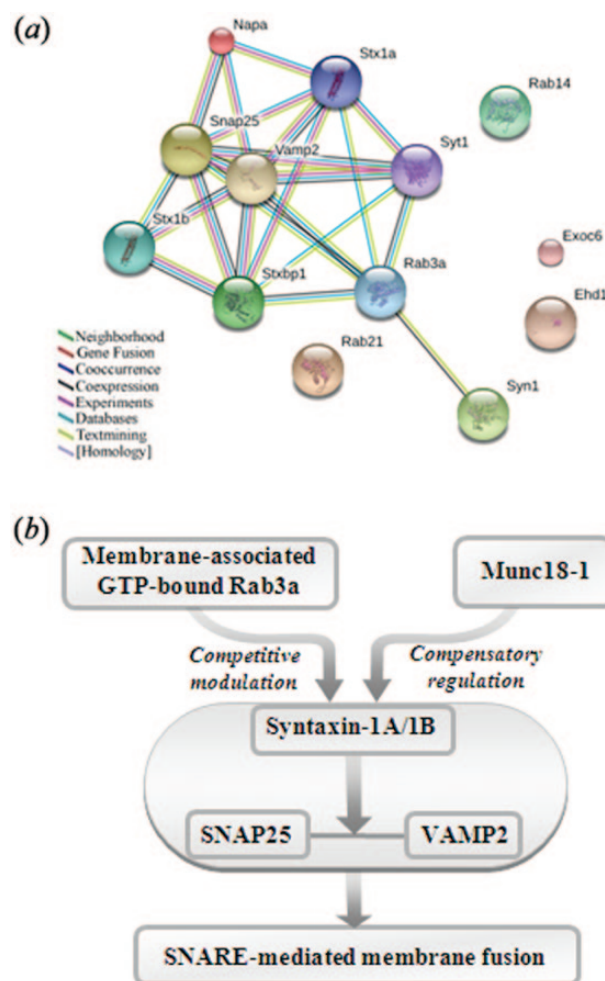 (a)
Napa
Stx1a
Rab14
Snap25
Vamp2
Syt1
Stx1b
Exoc6
Stxbp1
Rab3a
Ehd1
Rab21
Syn1
Neighborhood
Gene Fusion
Cooccurrence
Coexpression
Experiments
Databases
Textmining
[Homology]
(b)
Membrane-associated
GTP-bound Rab3a
Munc18-1
Competitive
modulation
Compensatory
regulation
Syntaxin-1A/1B
SNAP25
VAMP2
SNARE-mediated membrane fusion